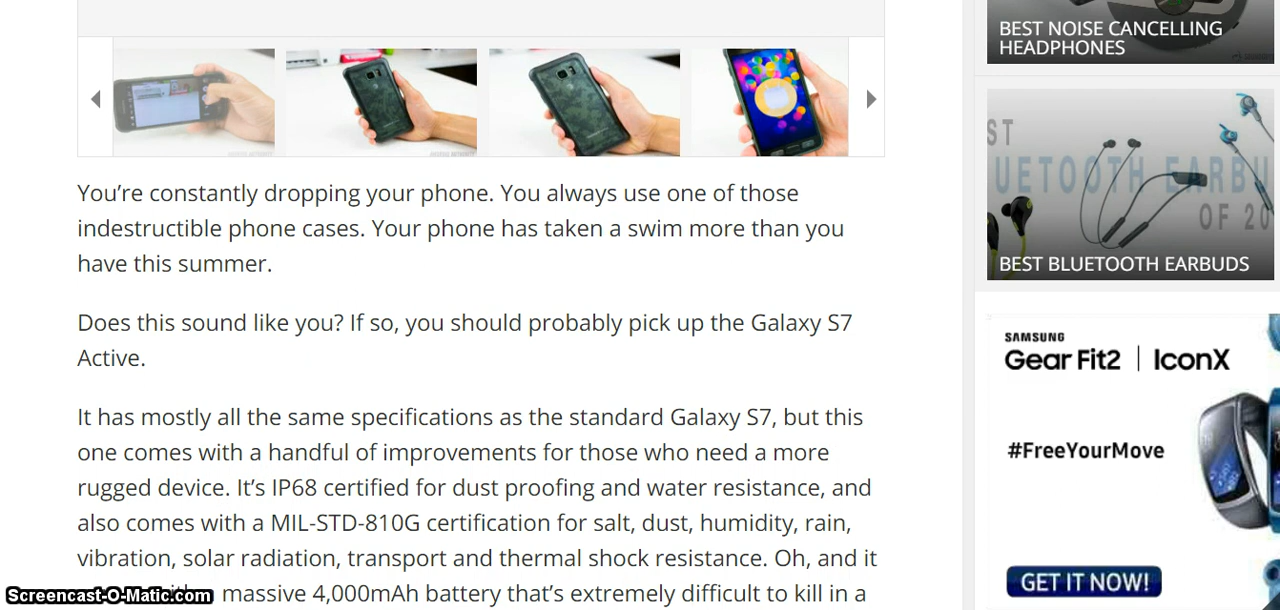 BEST NOISE CANCELLING
HEADPHONES
You’re constantly dropping your phone. You always use one of those
indestructible phone cases. Your phone has taken a swim more than you
have this summer.
Does this sound like you? If so, you should probably pick up the Galaxy S7
Active.
It has mostly all the same specifications as the standard Galaxy S7, but this
one comes with a handful of improvements for those who need a more
rugged device. It’s IP68 certified for dust proofing and water resistance, and
also comes with a MIL-STD-810G certification for salt, dust, humidity, rain,
vibration, solar radiation, transport and thermal shock resistance. Oh, and it
massive 4,000mAh battery that’s extremely difficult to kill in a
ST
UETOOTH EARBU
OF 20
BEST BLUETOOTH EARBUDS
SAMSUNG
Gear Fit2 | IconX
#FreeYourMove
GET IT NOW!
Screencast-O-Matic.com